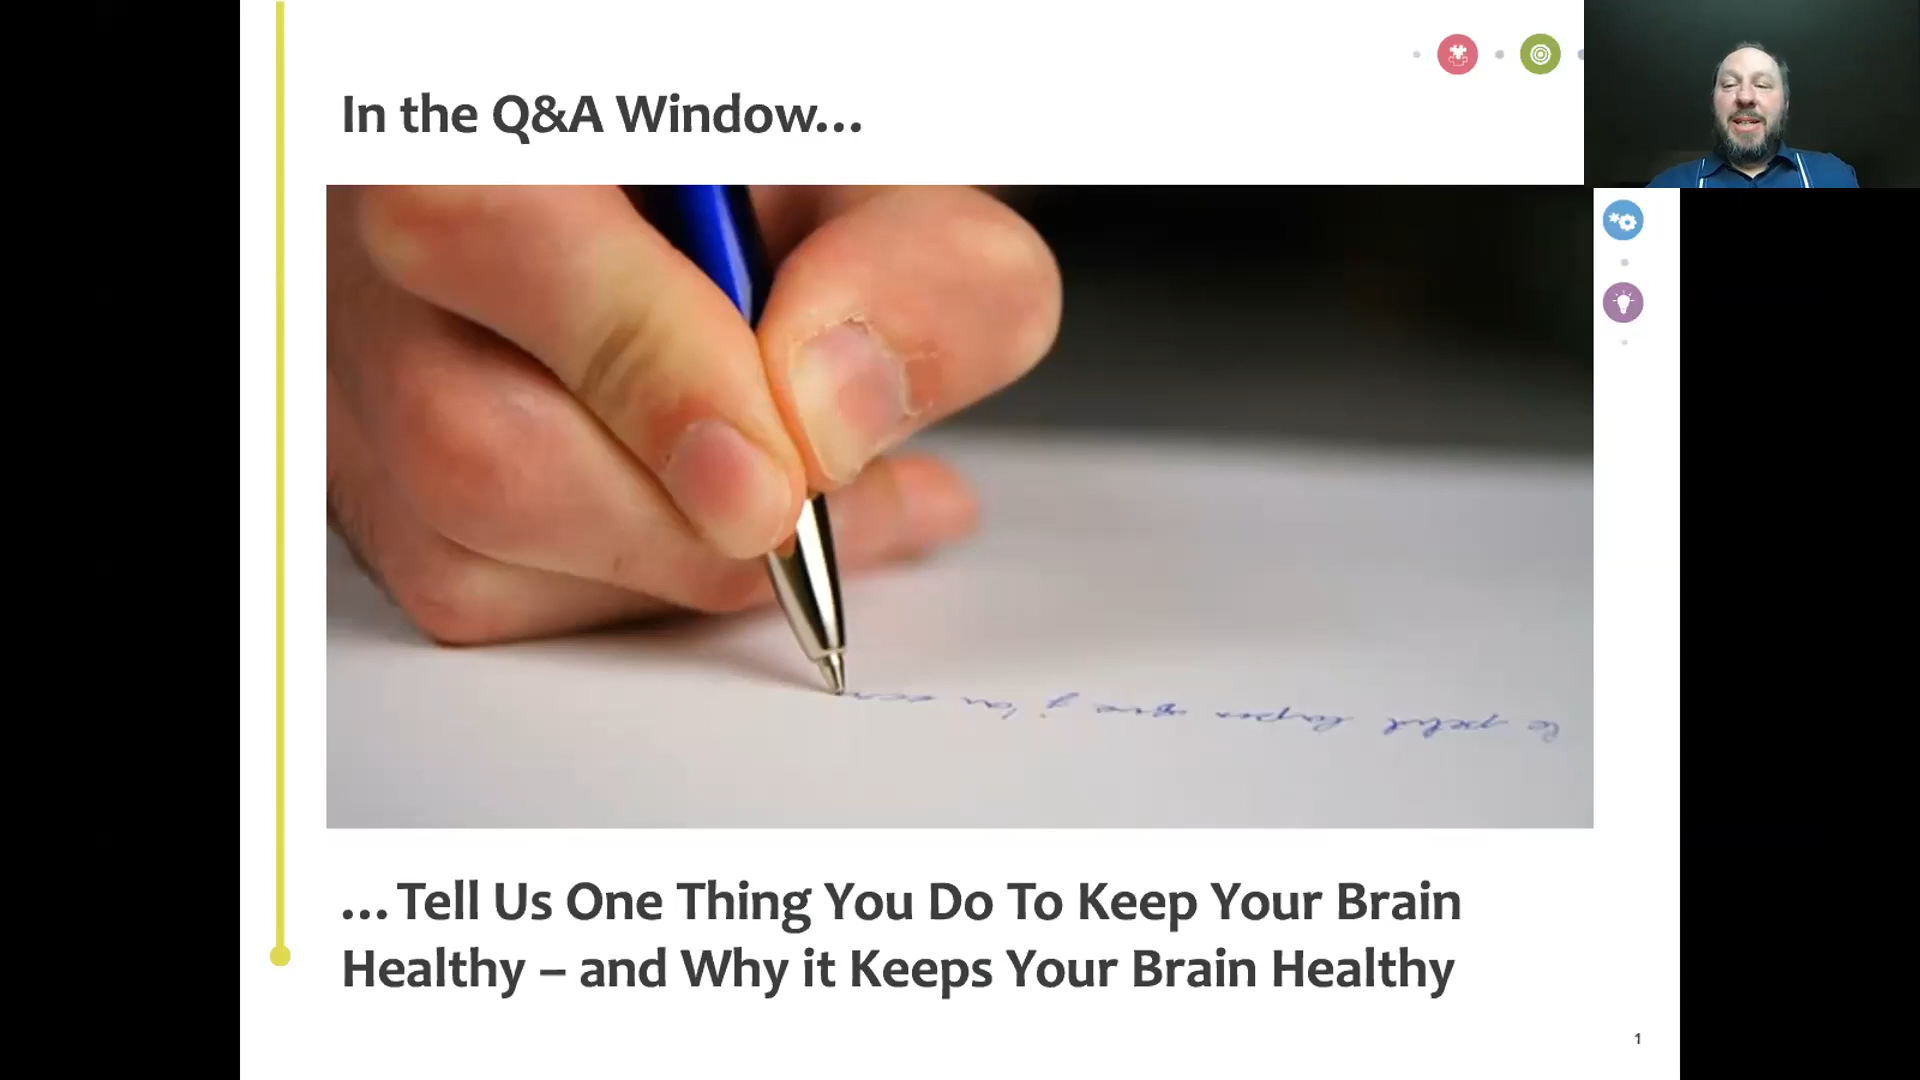 In the Q&A Window...
...Tell Us One Thing You Do To Keep Your Brain
Healthy – and Why it Keeps Your Brain Healthy
1